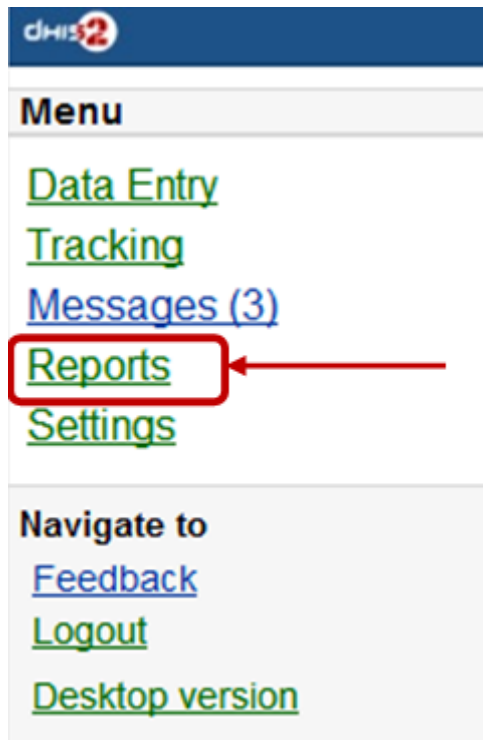 dHIS2
Menu
Data Entry
Tracking
Messages (3)
Reports
Settings
Navigate to
Feedback
Logout
Desktop version